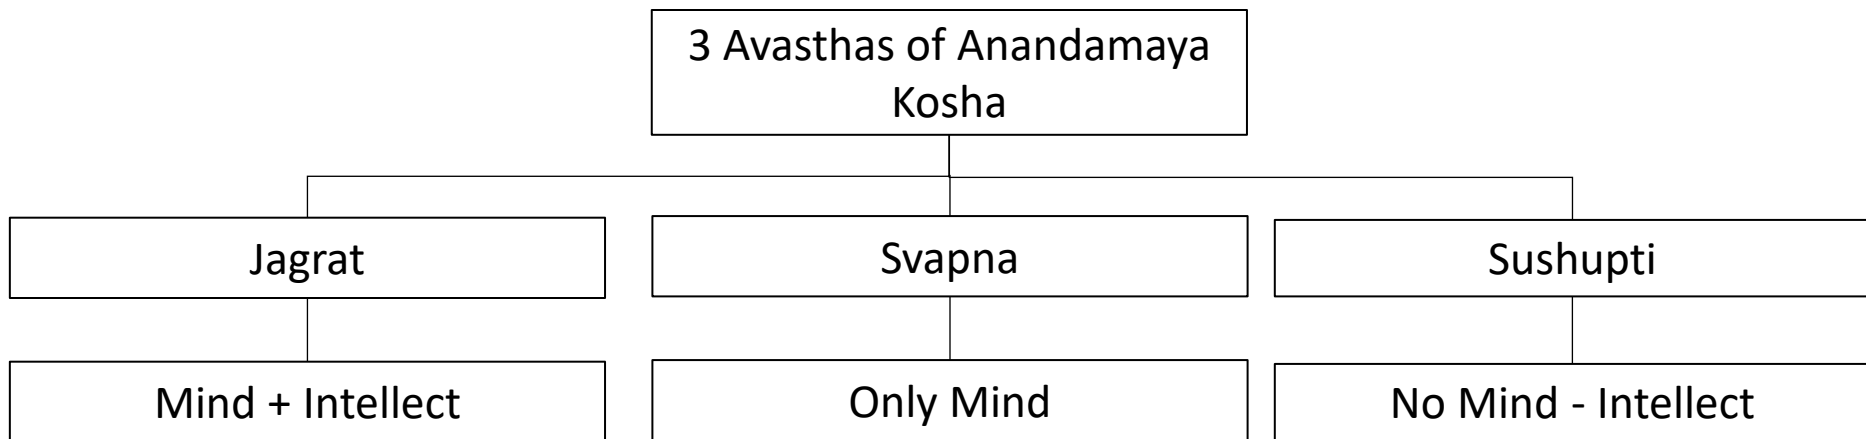 3 Avasthas of Anandamaya
Kosha
Jagrat
Svapna
Sushupti
Mind + Intellect
Only Mind
No Mind - Intellect